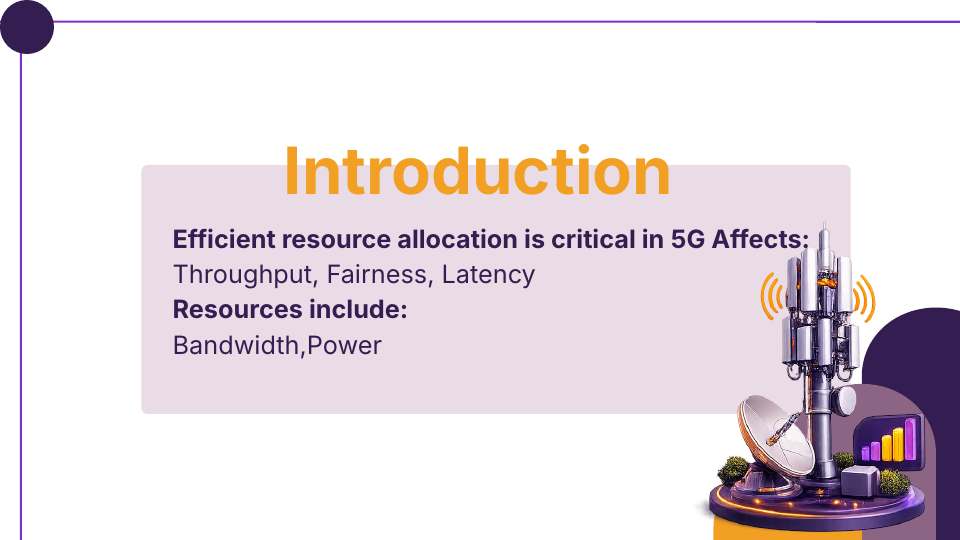 Introduction
Efficient resource allocation is critical in 5G Affects:
Throughput, Fairness, Latency
Resources include:
Bandwidth,Power